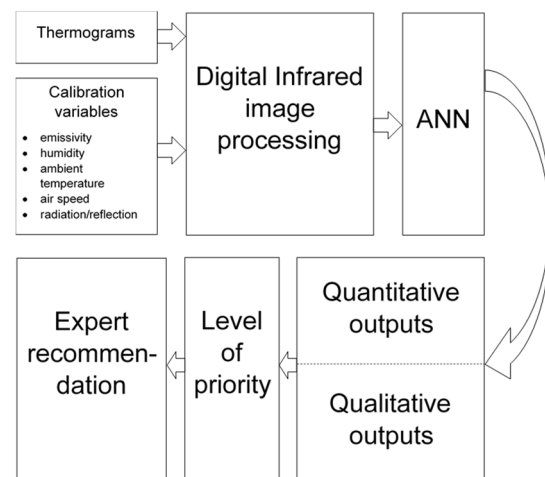 Thermograms
Calibration
variables
• emissivity
• humidity
• ambient
temperature
• air speed
• radiation/reflection
Digital Infrared
image
processing
ANN
Quantitative
outputs
Qualitative
outputs
Level
of
priority
Expert
recommen-
dation